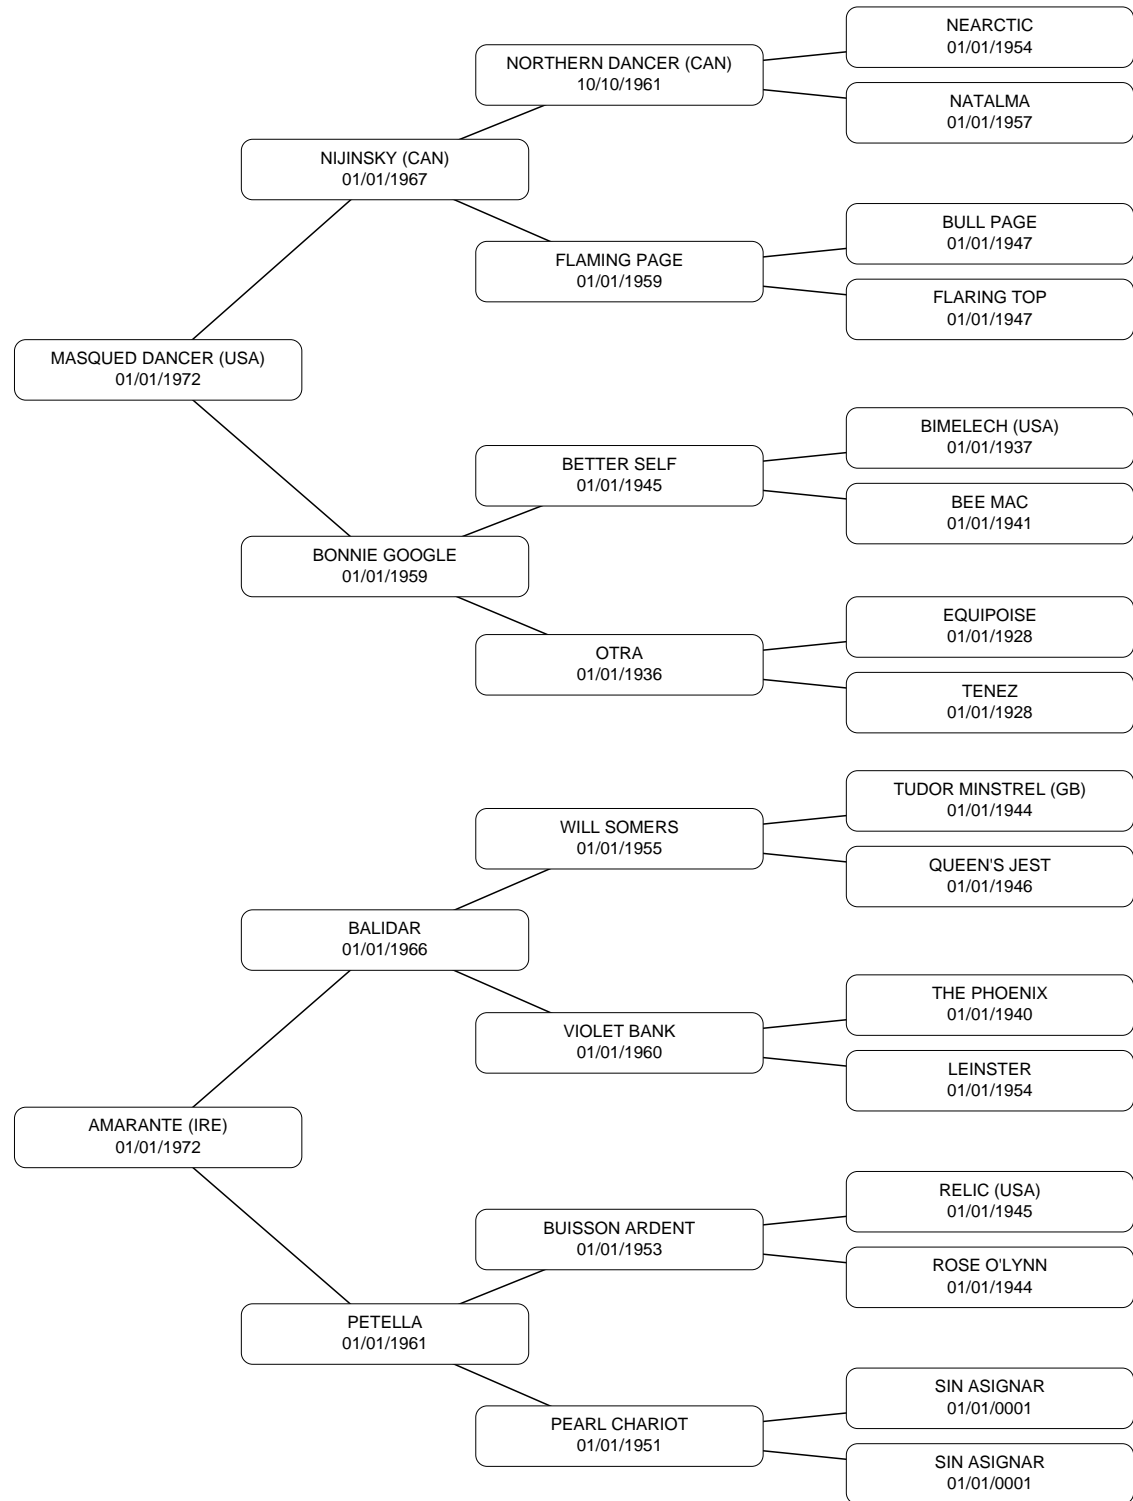 NEARCTIC
01/01/1954
NORTHERN DANCER (CAN)
10/10/1961
NATALMA
01/01/1957
NIJINSKY (CAN)
01/01/1967
BULL PAGE
01/01/1947
FLAMING PAGE
01/01/1959
FLARING TOP
01/01/1947
MASQUED DANCER (USA)
01/01/1972
BIMELECH (USA)
01/01/1937
BETTER SELF
01/01/1945
BEE MAC
01/01/1941
BONNIE GOOGLE
01/01/1959
EQUIPOISE
01/01/1928
OTRA
01/01/1936
TENEZ
01/01/1928
TUDOR MINSTREL (GB)
01/01/1944
WILL SOMERS
01/01/1955
QUEEN'S JEST
01/01/1946
BALIDAR
01/01/1966
THE PHOENIX
01/01/1940
VIOLET BANK
01/01/1960
LEINSTER
01/01/1954
AMARANTE (IRE)
01/01/1972
RELIC (USA)
01/01/1945
BUISSON ARDENT
01/01/1953
ROSE O'LYNN
01/01/1944
PETELLA
01/01/1961
SIN ASIGNAR
01/01/0001
PEARL CHARIOT
01/01/1951
SIN ASIGNAR
01/01/0001